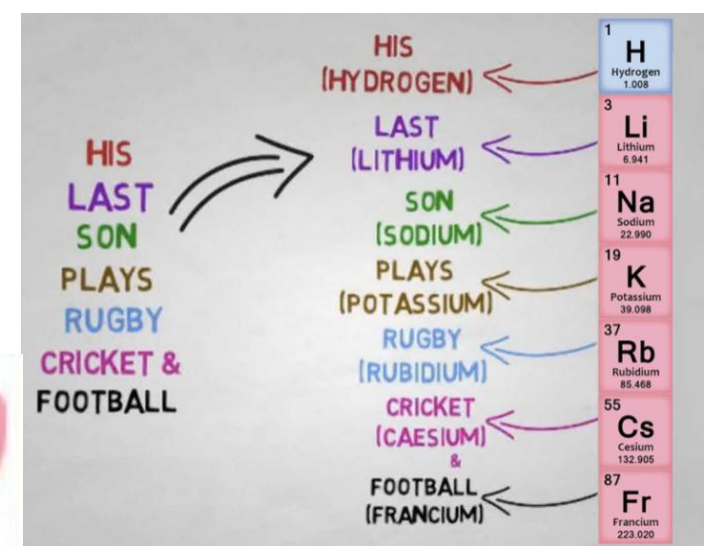 HIS
LAST
SON
PLAYS
RUGBY
CRICKET &
FOOTBALL
HIS
(HYDROGEN)
LAST
(LITHIUM)
SON
(SODIUM)
PLAYS
(POTASSIUM)
RUGBY
(RUBIDIUM)
CRICKET
(CAESIUM)
&
FOOTBALL
(FRANCIUM)
1
H
Hydrogen
1.008
3
Li
Lithium
6.941
11
Na
Sodium
22.990
19
K
Potassium
39.098
37
Rb
Rubidium
85.468
55
Cs
Cesium
132.905
87
Fr
Francium
223.020